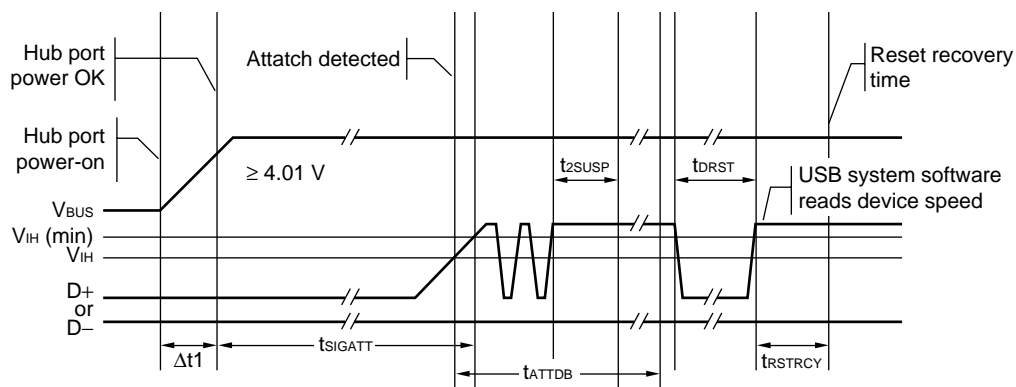 Hub port
power OK
Attatch detected
Reset recovery
time
Hub port
power-on
≥ 4.01 V
t2SUSP
tDRST
USB system software
reads device speed
VBUS
VIH (min)
VIH
D+
or
D−
Δt1
tSIGATT
tATTDB
tRSTRCY